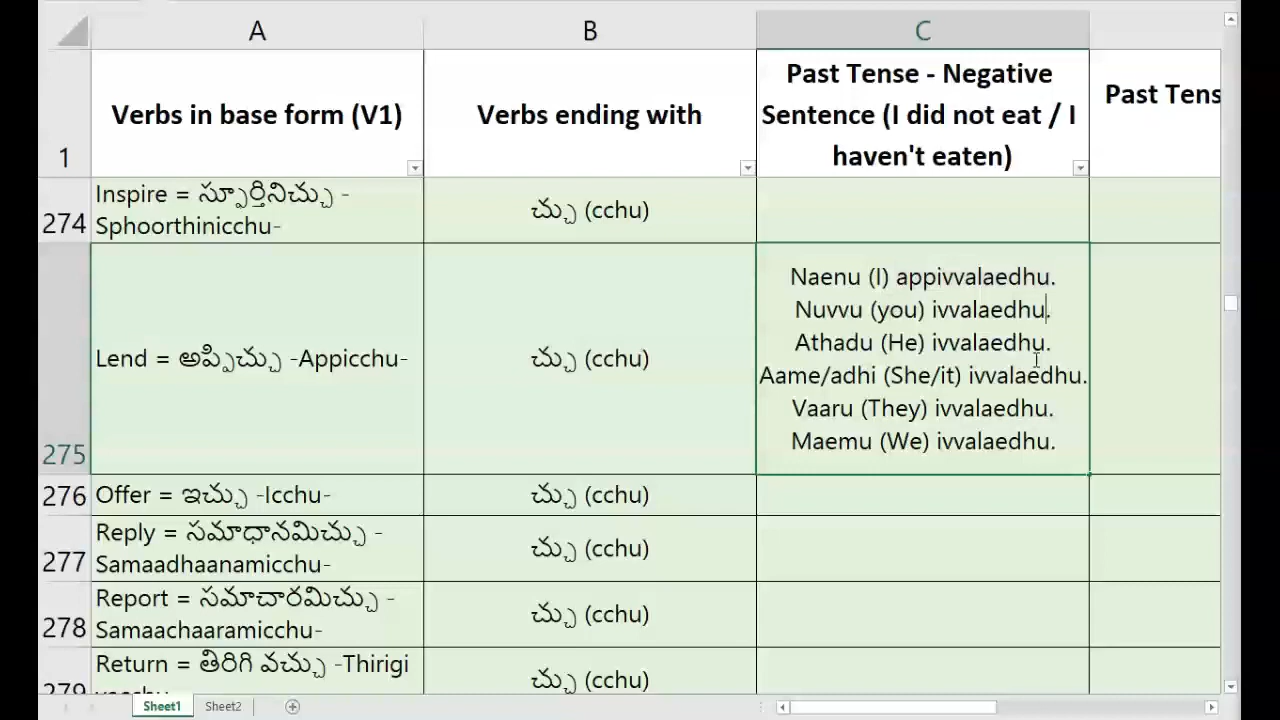 A B C
Verbs in base form (V1)
Verbs ending with
Past Tense - Negative
Sentence (I did not eat / I
haven't eaten)
Past Tens
1
274
Inspire = స్ఫూర్తినిచ్చు -
Sphoorthinicchu-
చ్చు (cchu)
275
Lend = అప్పిచ్చు -Appicchu-
చ్చు (cchu)
Naenu (I) appivvalaedhu.
Nuvvu (you) ivvalaedhu.
Athadu (He) ivvalaedhu.
Aame/adhi (She/it) ivvalaedhu.
Vaaru (They) ivvalaedhu.
Maemu (We) ivvalaedhu.
276
Offer = ఇచ్చు -Icchu-
చ్చు (cchu)
277
Reply = సమాధానమిచ్చు -
Samaadhaanamicchu-
చ్చు (cchu)
278
Report = సమాచారమిచ్చు -
Samaachaaramicchu-
చ్చు (cchu)
279
Return = తిరిగి వచ్చు -Thirigi
చ్చు (cchu)
Sheet1 Sheet2